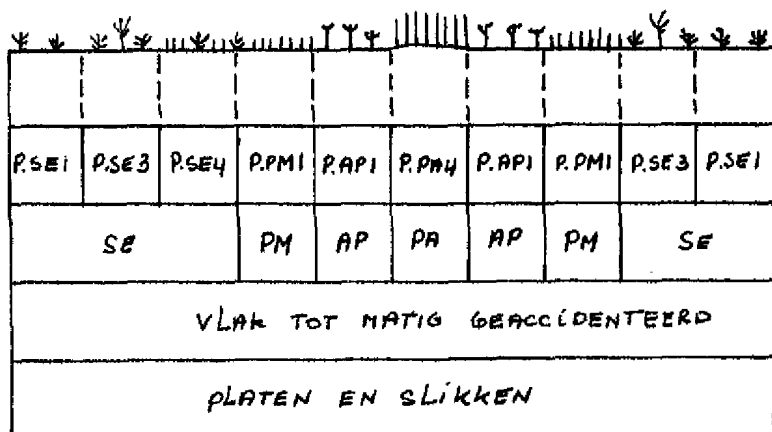 P.SE1 P.SE3 P.SE4 P.PM1 P.AP1 P.PA4 P.AP1 P.PM1 P.SE3 P.SE1
SE PM AP PA AP PM SE
VLAK TOT MATIG GEACCIDENTEERD
PLATEN EN SLIKKEN